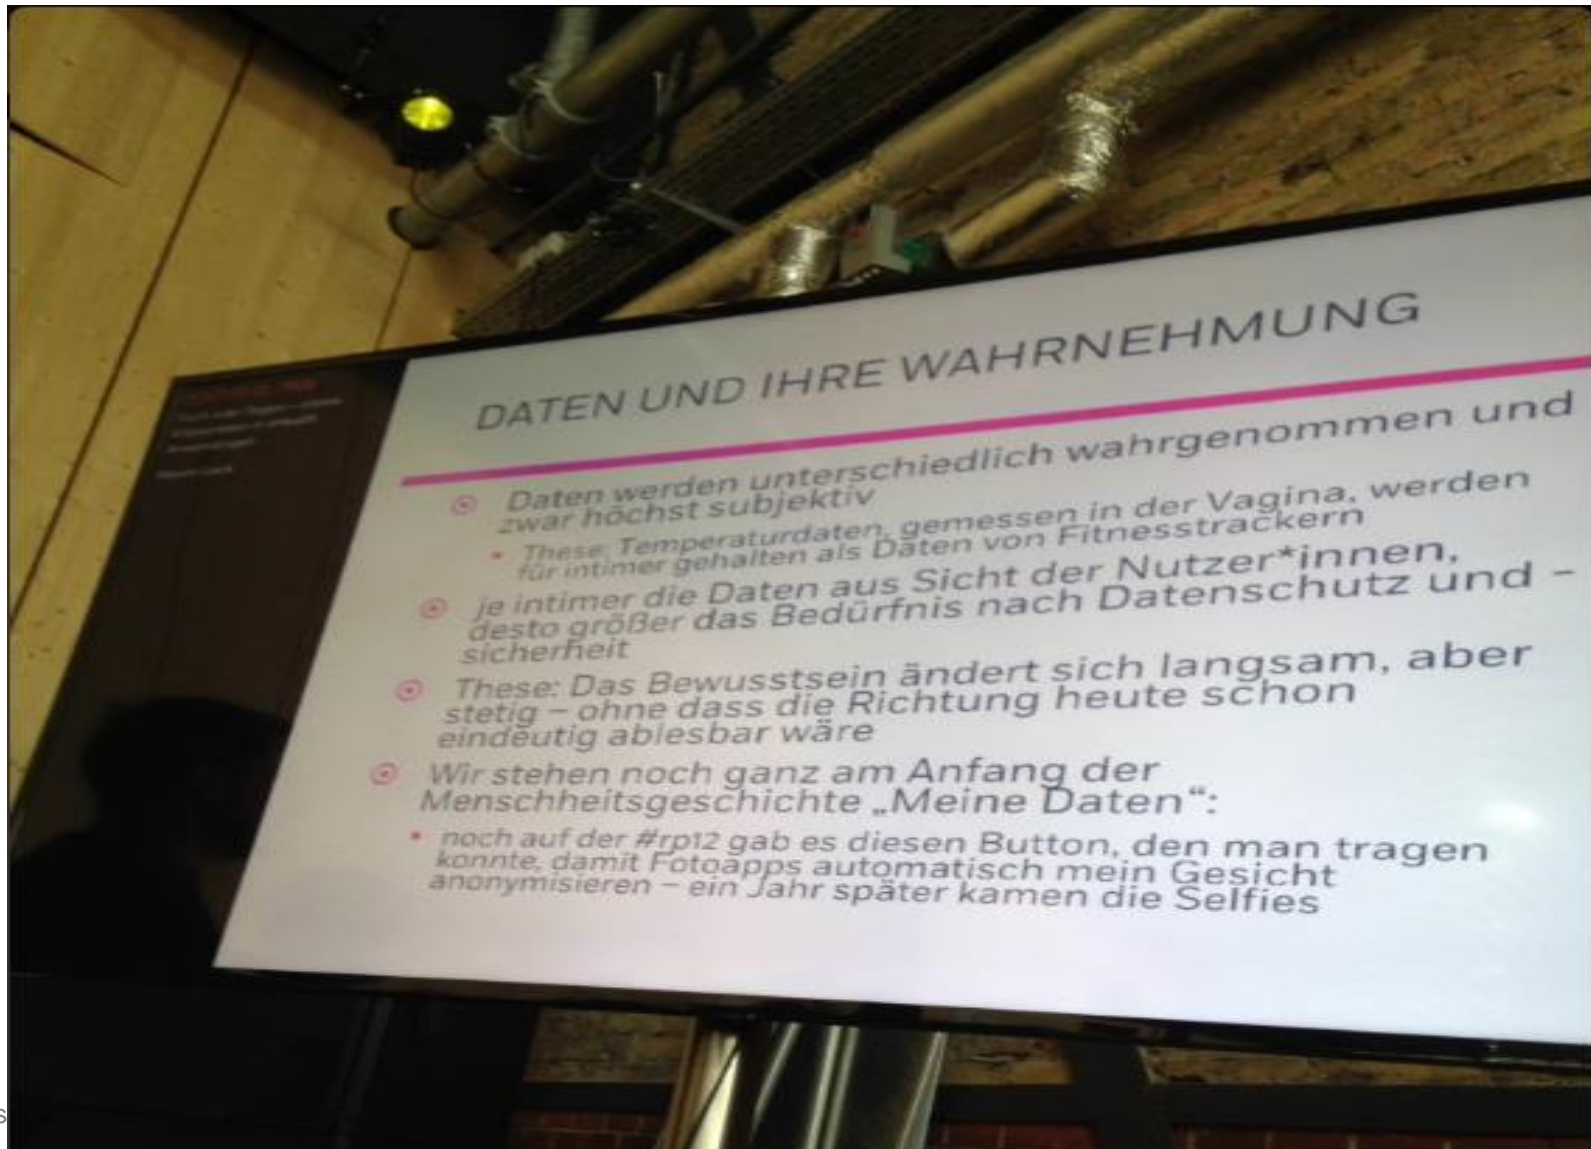 DATEN UND IHRE WAHRNEHMUNG
Daten werden unterschiedlich wahrgenommen und
zwar höchst subjektiv
These: Temperaturdaten, gemessen in der Vagina, werden
für intimer gehalten als Daten von Fitnesstrackern
je intimer die Daten aus Sicht der Nutzer*innen,
desto größer das Bedürfnis nach Datenschutz und –
sicherheit
These: Das Bewusstsein ändert sich langsam, aber
stetig – ohne dass die Richtung heute schon
eindeutig ablesbar wäre
Wir stehen noch ganz am Anfang der
Menschheitsgeschichte „Meine Daten“:
noch auf der #rp12 gab es diesen Button, den man tragen
konnte, damit Fotoapps automatisch mein Gesicht
anonymisieren – ein Jahr später kamen die Selfies